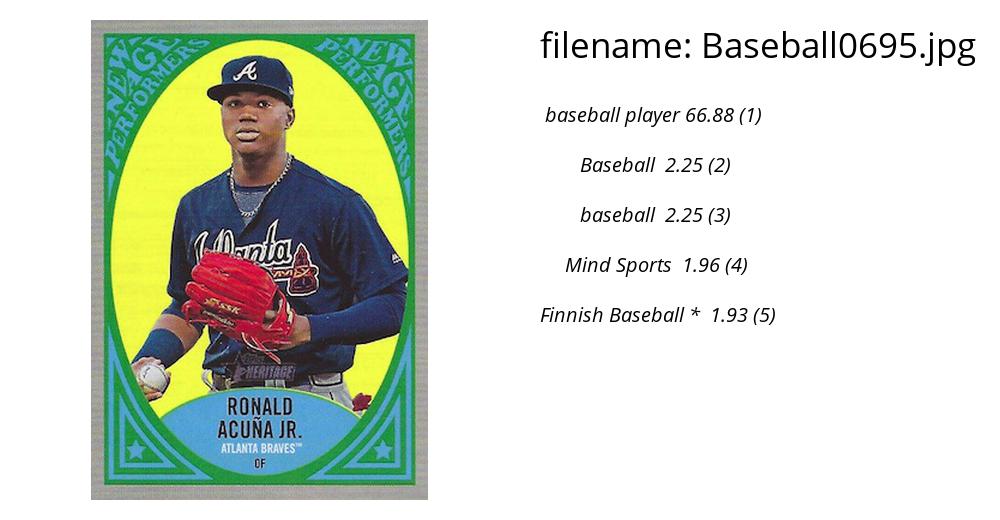 NEW AGE PERFORMERS
NEW AGE PERFORMERS
A
Atlanta
SSK
Topps
HERITAGE
RONALD
ACUÑA JR.
ATLANTA BRAVES™
OF
filename: Baseball0695.jpg
baseball player 66.88 (1)
Baseball 2.25 (2)
baseball 2.25 (3)
Mind Sports 1.96 (4)
Finnish Baseball * 1.93 (5)